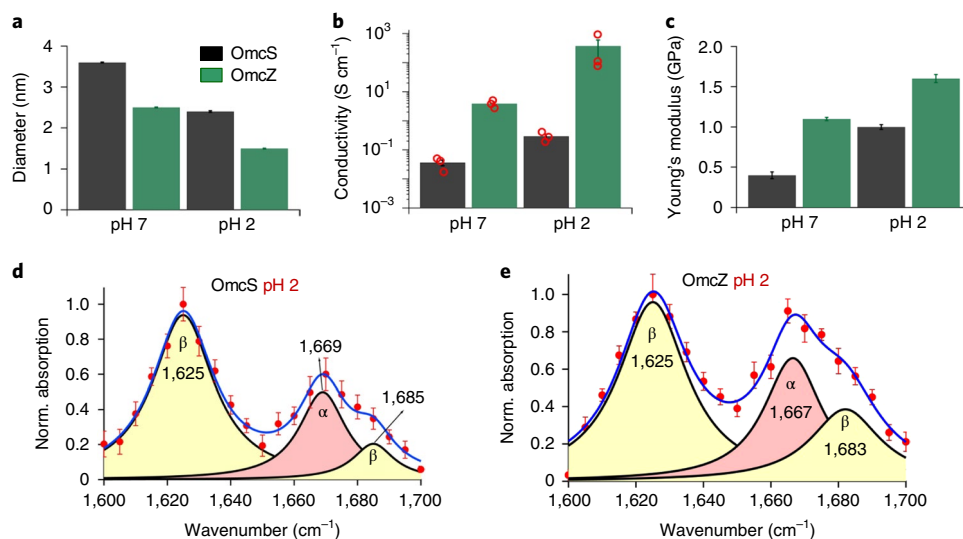 a
Diameter (nm)
4
3
2
1
0
OmcS
OmcZ
pH 7
pH 2
b
Conductivity (S cm⁻¹)
10³
10¹
10⁻¹
10⁻³
pH 7
pH 2
c
Young's modulus (GPa)
2.0
1.5
1.0
0.5
0
pH 7
pH 2
d
OmcS pH 2
Norm. absorption
1.0
0.8
0.6
0.4
0.2
0
β
1,625
1,669
α
1,685
β
1,600
1,620
1,640
1,660
1,680
1,700
Wavenumber (cm⁻¹)
e
OmcZ pH 2
Norm. absorption
1.0
0.8
0.6
0.4
0.2
0
β
1,625
α
1,667
β
1,683
1,600
1,620
1,640
1,660
1,680
1,700
Wavenumber (cm⁻¹)